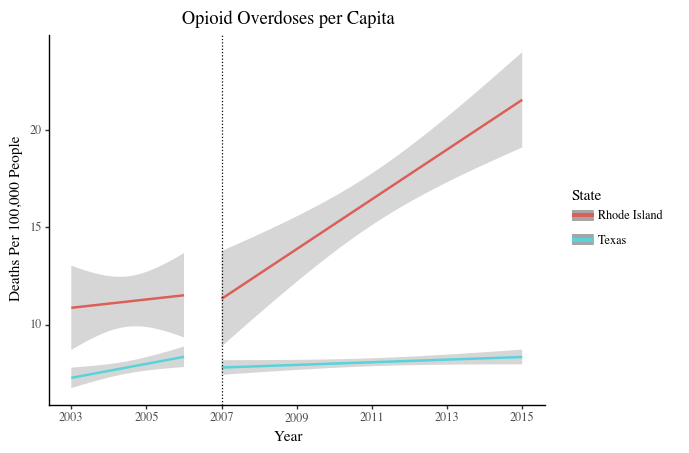 Opioid Overdoses per Capita
Deaths Per 100,000 People
20
15
10
2003 2005 2007 2009 2011 2013 2015
Year
State
Rhode Island
Texas